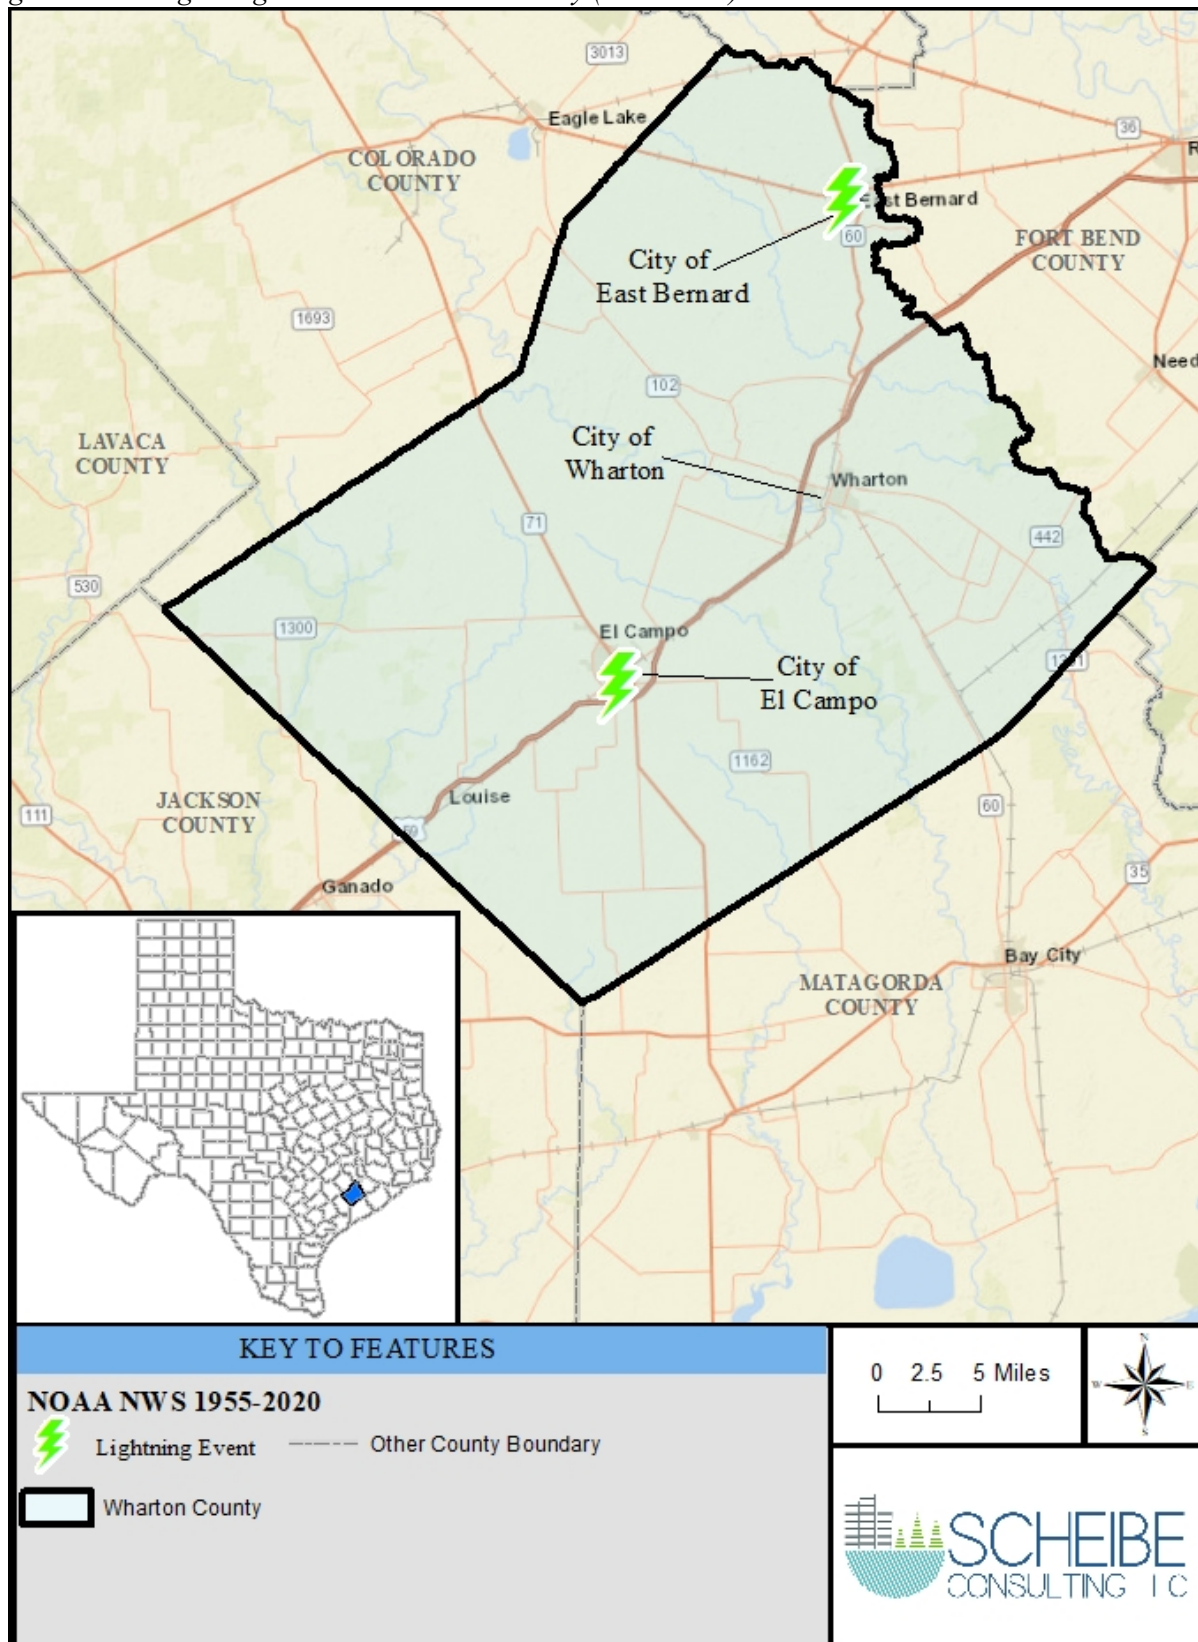 3013
Eagle Lake
36
COLORADO
COUNTY
East Bernard
60
City of
East Bernard
FORT BEND
COUNTY
1693
Need
102
LAVACA
COUNTY
City of
Wharton
Wharton
71
442
530
1300
El Campo
City of
El Campo
1162
JACKSON
COUNTY
Louise
111
60
Ganado
35
Bay City
MATAGORDA
COUNTY
KEY TO FEATURES
NOAA NWS 1955-2020
Lightning Event
Other County Boundary
Wharton County
0 2.5 5 Miles
N
W E
S
SCHEIBE
CONSULTING